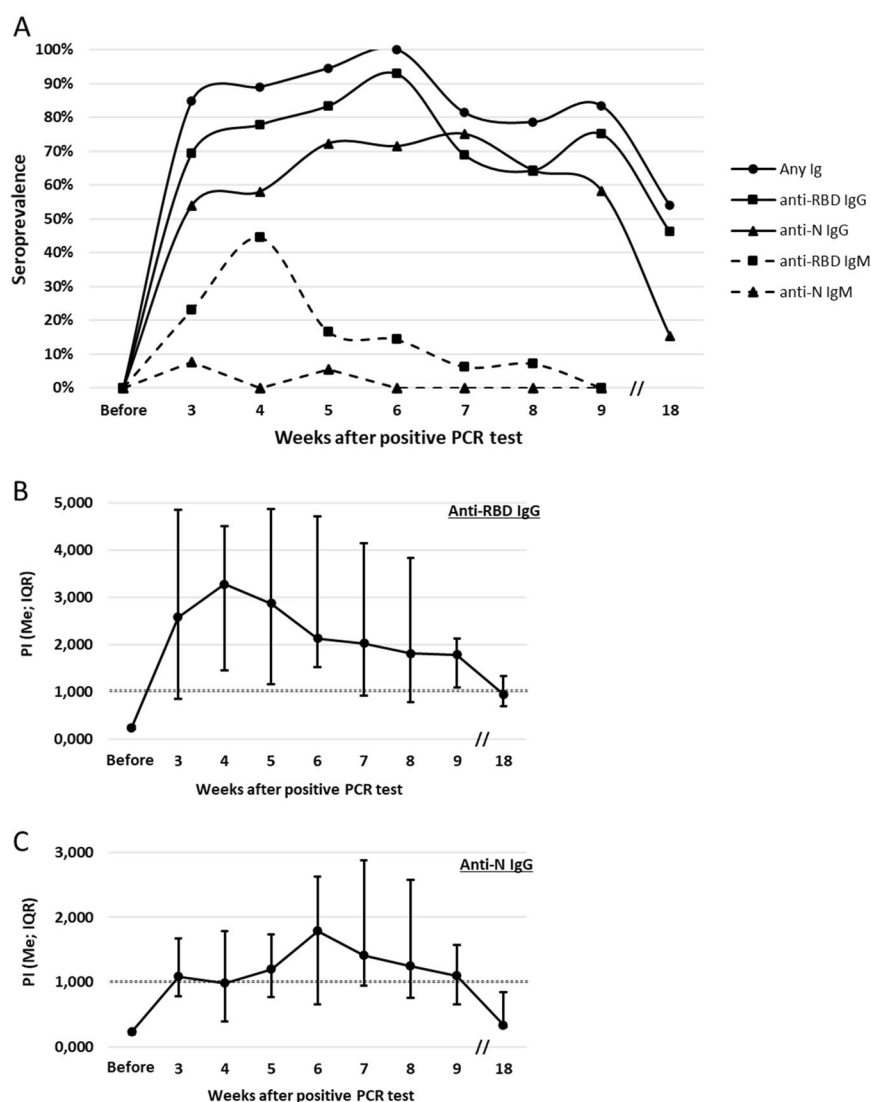 A
100%
90%
80%
70%
60%
50%
40%
30%
20%
10%
0%
Seroprevalence
Before 3 4 5 6 7 8 9 // 18
Weeks after positive PCR test
Any Ig
anti-RBD IgG
anti-N IgG
anti-RBD IgM
anti-N IgM
B
Anti-RBD IgG
5,000
4,000
3,000
2,000
1,000
0,000
PI (Me; IQR)
Before 3 4 5 6 7 8 9 // 18
Weeks after positive PCR test
C
Anti-N IgG
3,000
2,000
1,000
0,000
PI (Me; IQR)
Before 3 4 5 6 7 8 9 // 18
Weeks after positive PCR test